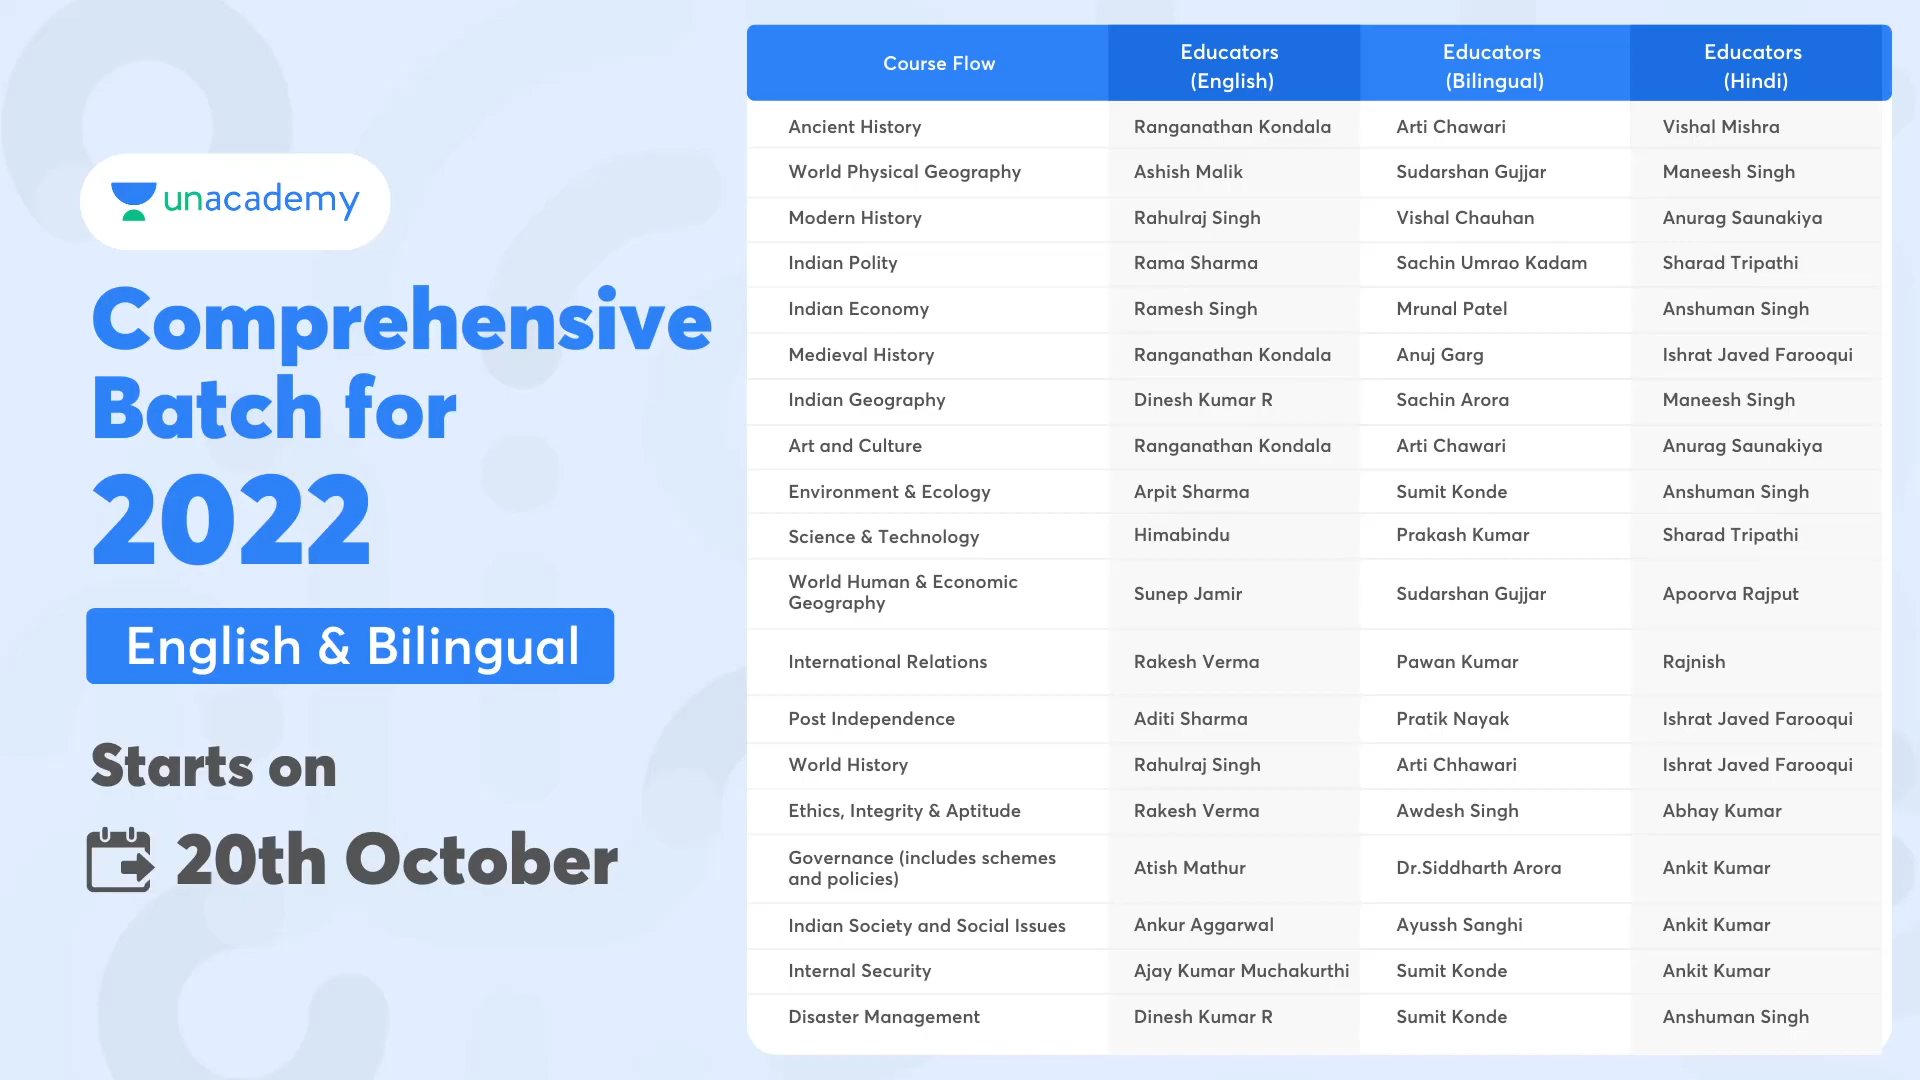 unacademy
Comprehensive
Batch for
2022
English & Bilingual
Starts on
20th October
Course Flow
Educators
(English)
Educators
(Bilingual)
Educators
(Hindi)
Ancient History Ranganathan Kondala Arti Chawari Vishal Mishra
World Physical Geography Ashish Malik Sudarshan Gujjar Maneesh Singh
Modern History Rahulraj Singh Vishal Chauhan Anurag Saunakiya
Indian Polity Rama Sharma Sachin Umrao Kadam Sharad Tripathi
Indian Economy Ramesh Singh Mrunal Patel Anshuman Singh
Medieval History Ranganathan Kondala Anuj Garg Ishrat Javed Farooqui
Indian Geography Dinesh Kumar R Sachin Arora Maneesh Singh
Art and Culture Ranganathan Kondala Arti Chawari Anurag Saunakiya
Environment & Ecology Arpit Sharma Sumit Konde Anshuman Singh
Science & Technology Himabindu Prakash Kumar Sharad Tripathi
World Human & Economic
Geography
Sunep Jamir Sudarshan Gujjar Apoorva Rajput
International Relations Rakesh Verma Pawan Kumar Rajnish
Post Independence Aditi Sharma Pratik Nayak Ishrat Javed Farooqui
World History Rahulraj Singh Arti Chhawari Ishrat Javed Farooqui
Ethics, Integrity & Aptitude Rakesh Verma Awdesh Singh Abhay Kumar
Governance (includes schemes
and policies)
Atish Mathur Dr.Siddharth Arora Ankit Kumar
Indian Society and Social Issues Ankur Aggarwal Ayussh Sanghi Ankit Kumar
Internal Security Ajay Kumar Muchakurthi Sumit Konde Ankit Kumar
Disaster Management Dinesh Kumar R Sumit Konde Anshuman Singh